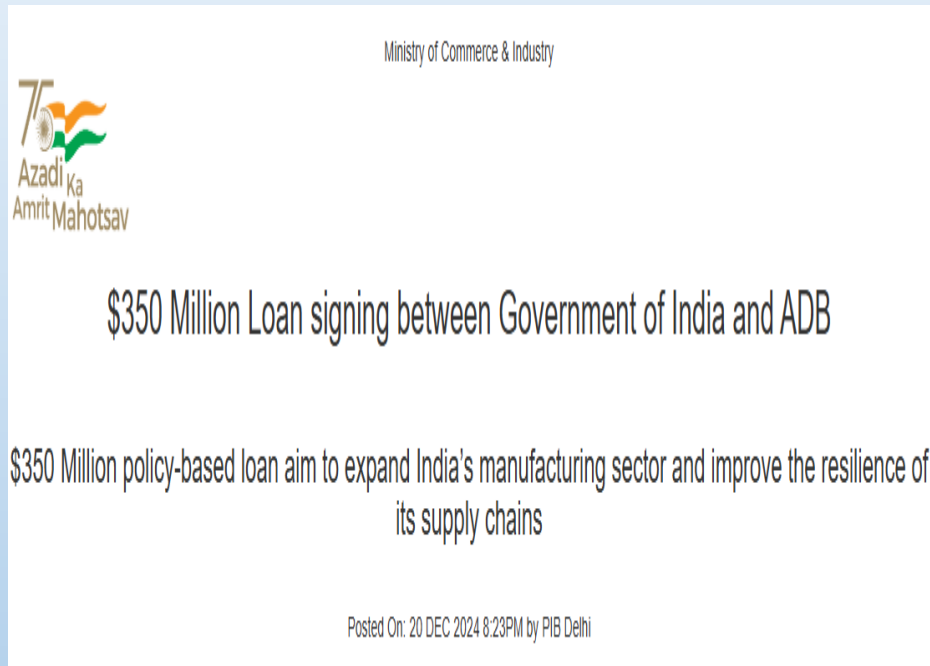 Ministry of Commerce & Industry
75
Azadi Ka
Amrit Mahotsav
$350 Million Loan signing between Government of India and ADB
$350 Million policy-based loan aim to expand India's manufacturing sector and improve the resilience of
its supply chains
Posted On: 20 DEC 2024 8:23PM by PIB Delhi